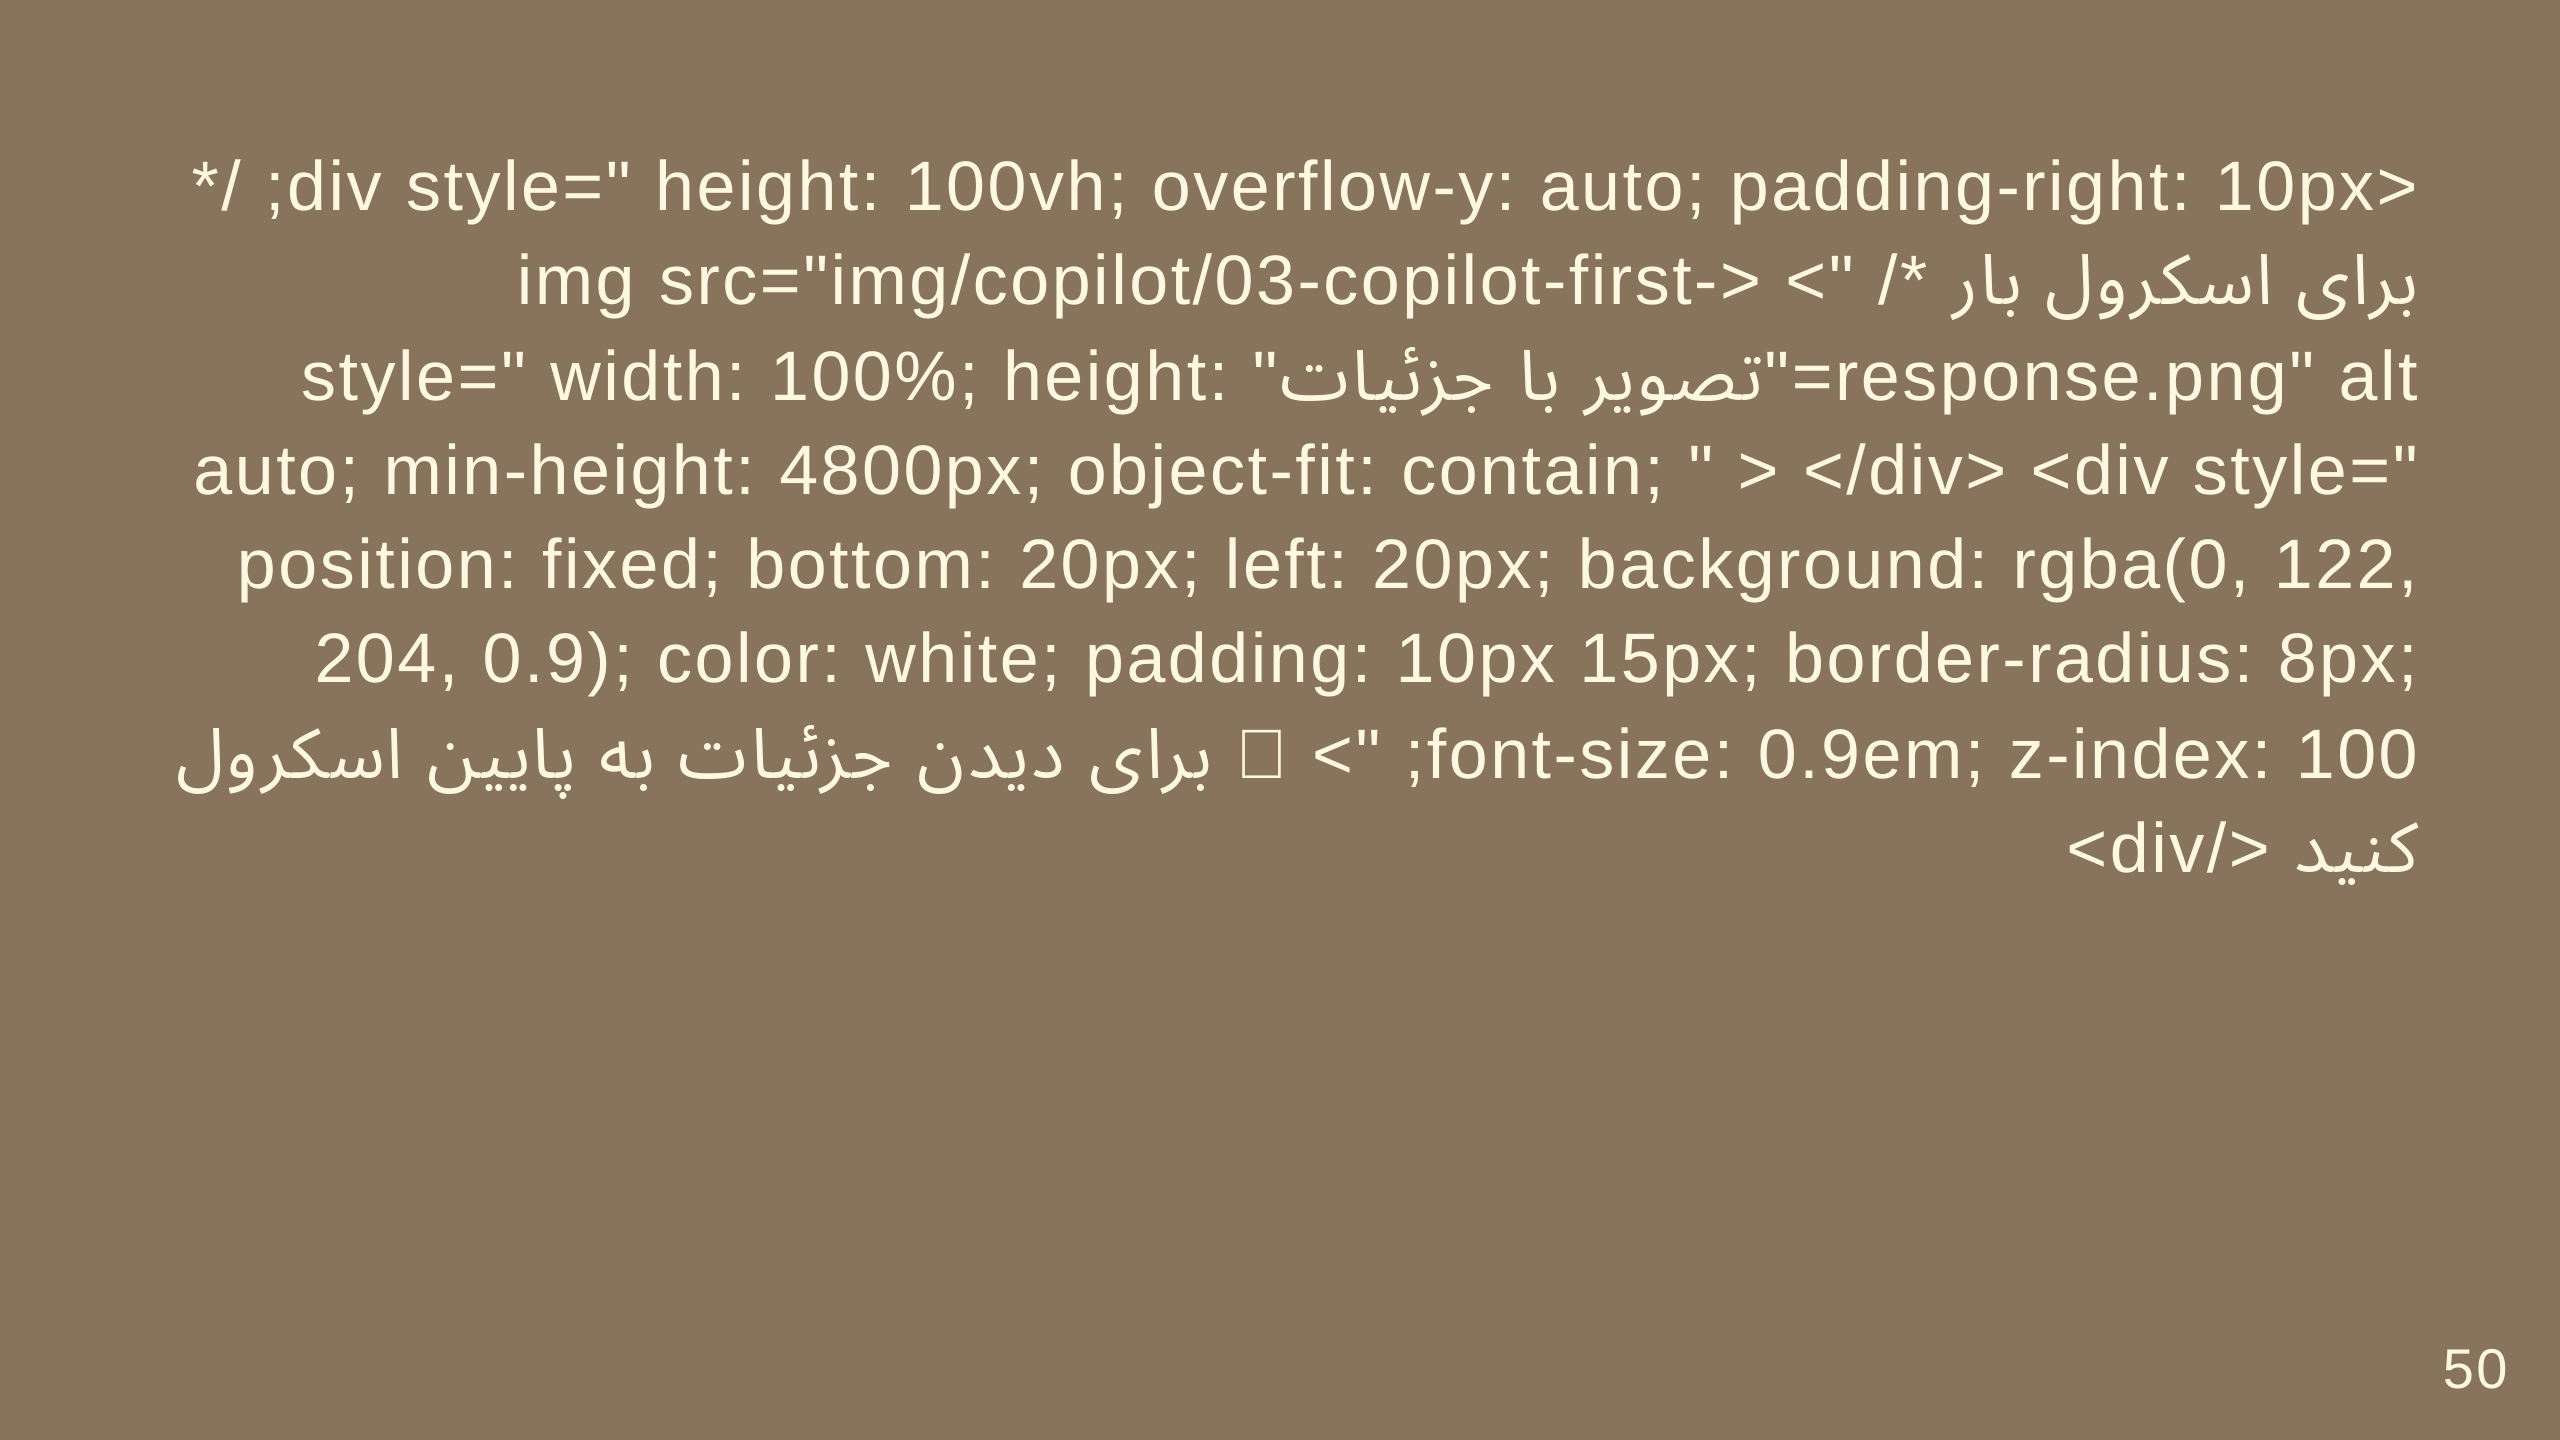 <div style=" height: 100vh; overflow-y: auto; padding-right: 10px; /*
برای اسکرول بار */ "> <img src="img/copilot/03-copilot-first-
response.png" alt="تصویر با جزئیات" style=" width: 100%; height:
auto; min-height: 4800px; object-fit: contain; " > </div> <div style="
position: fixed; bottom: 20px; left: 20px; background: rgba(0, 122,
204, 0.9); color: white; padding: 10px 15px; border-radius: 8px;
font-size: 0.9em; z-index: 100; "> برای دیدن جزئیات به پایین اسکرول
کنید </div>
50